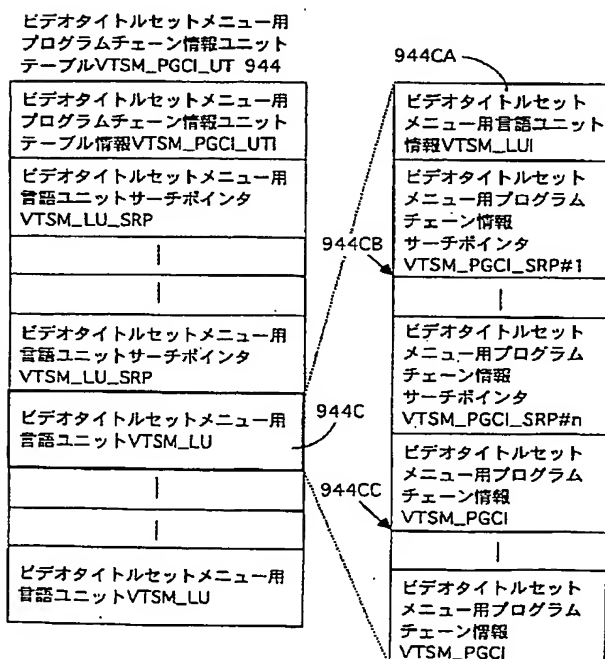 ビデオタイトルセットメニュー用
プログラムチェーン情報ユニット
テーブルVTSM_PGCI_UT 944
ビデオタイトルセットメニュー用
プログラムチェーン情報ユニット
テーブル情報VTSM_PGCI_UTI
ビデオタイトルセットメニュー用
言語ユニットサーチポインタ
VTSM_LU_SRP
ビデオタイトルセットメニュー用
言語ユニットサーチポインタ
VTSM_LU_SRP
ビデオタイトルセットメニュー用
言語ユニットVTSM_LU
ビデオタイトルセットメニュー用
言語ユニットVTSM_LU
944C
944CA
ビデオタイトルセット
メニュー用言語ユニット
情報VTSM_LUI
ビデオタイトルセット
メニュー用プログラム
チェーン情報
サーチポインタ
VTSM_PGCI_SRP#1
944CB
ビデオタイトルセット
メニュー用プログラム
チェーン情報
サーチポインタ
VTSM_PGCI_SRP#n
ビデオタイトルセット
メニュー用プログラム
チェーン情報
VTSM_PGCI
944CC
ビデオタイトルセット
メニュー用プログラム
チェーン情報
VTSM_PGCI